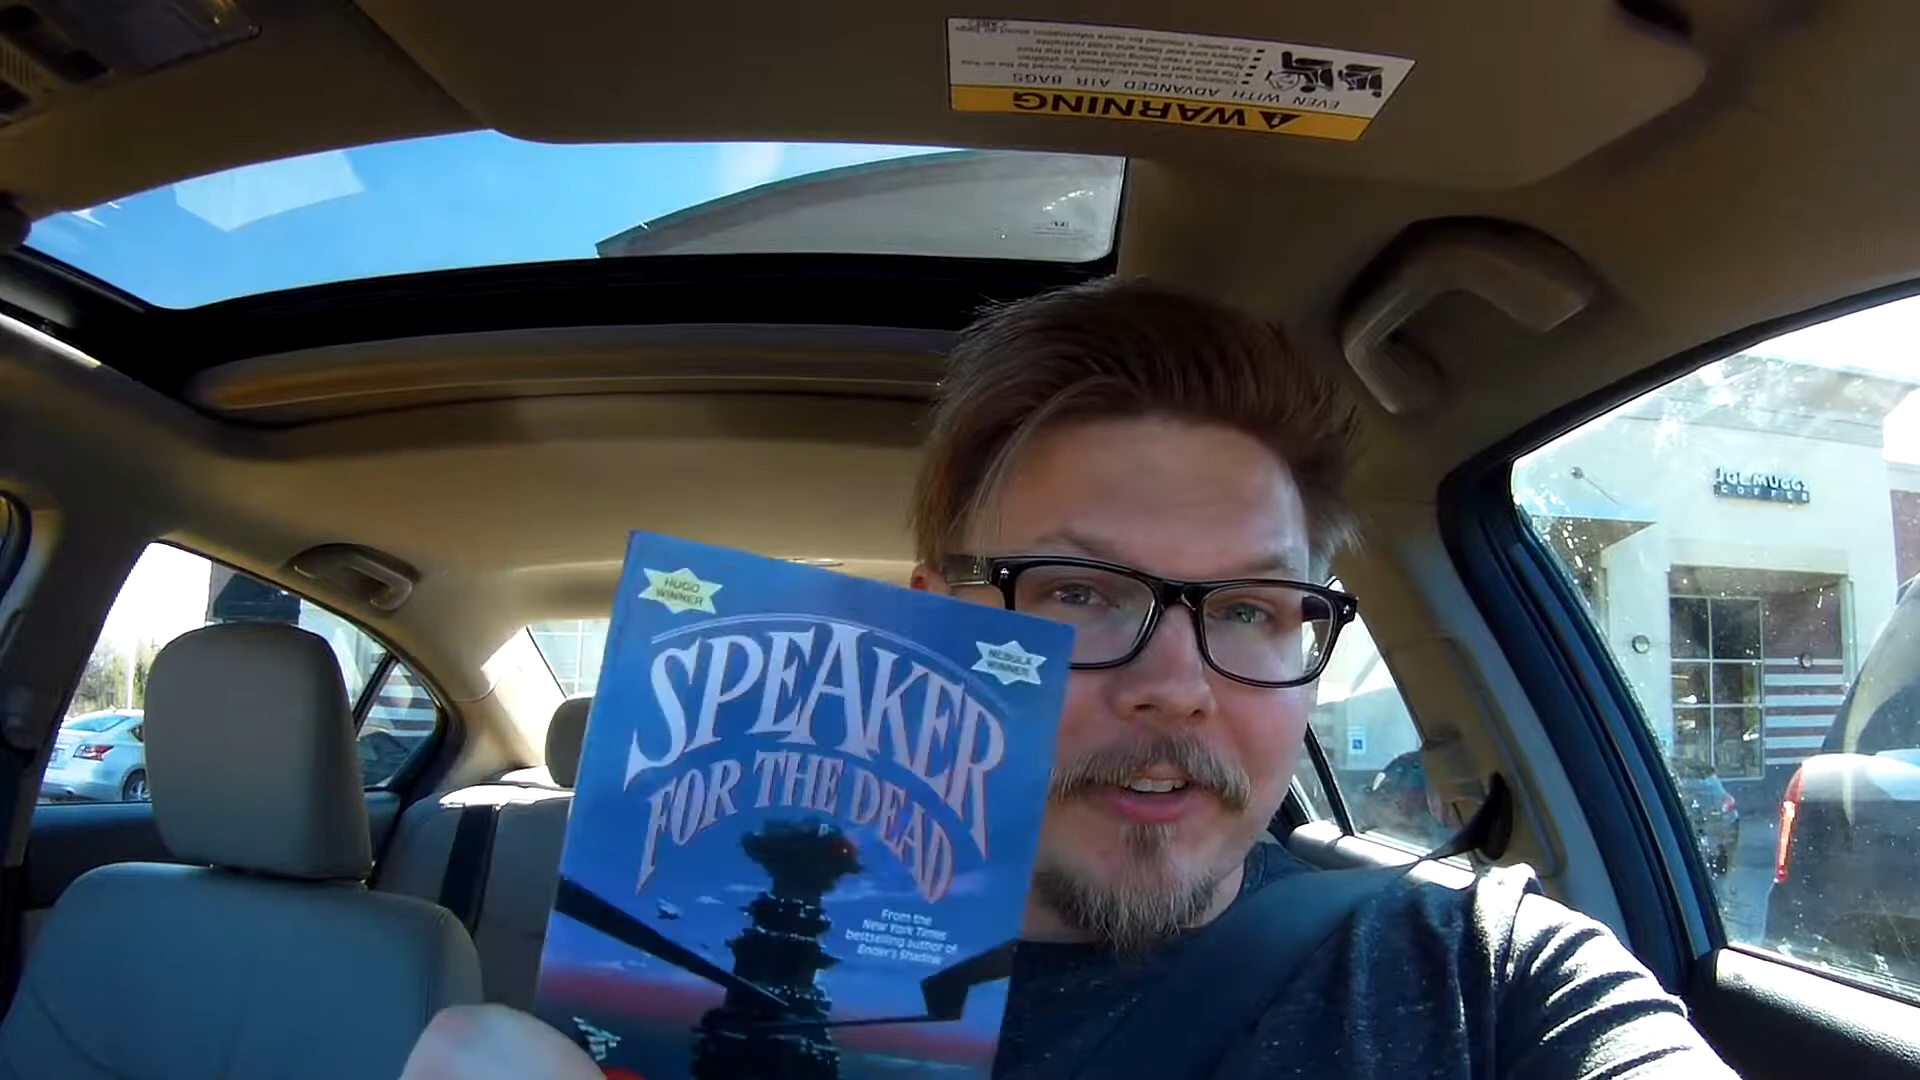 WARNING
EVEN WITH ADVANCED AIR BAGS
JOE MUGGS
COFFEE
HUGO
WINNER
NEBULA
WINNER
SPEAKER
FOR THE DEAD
From the
New York Times
bestselling author of
Ender's Shadow